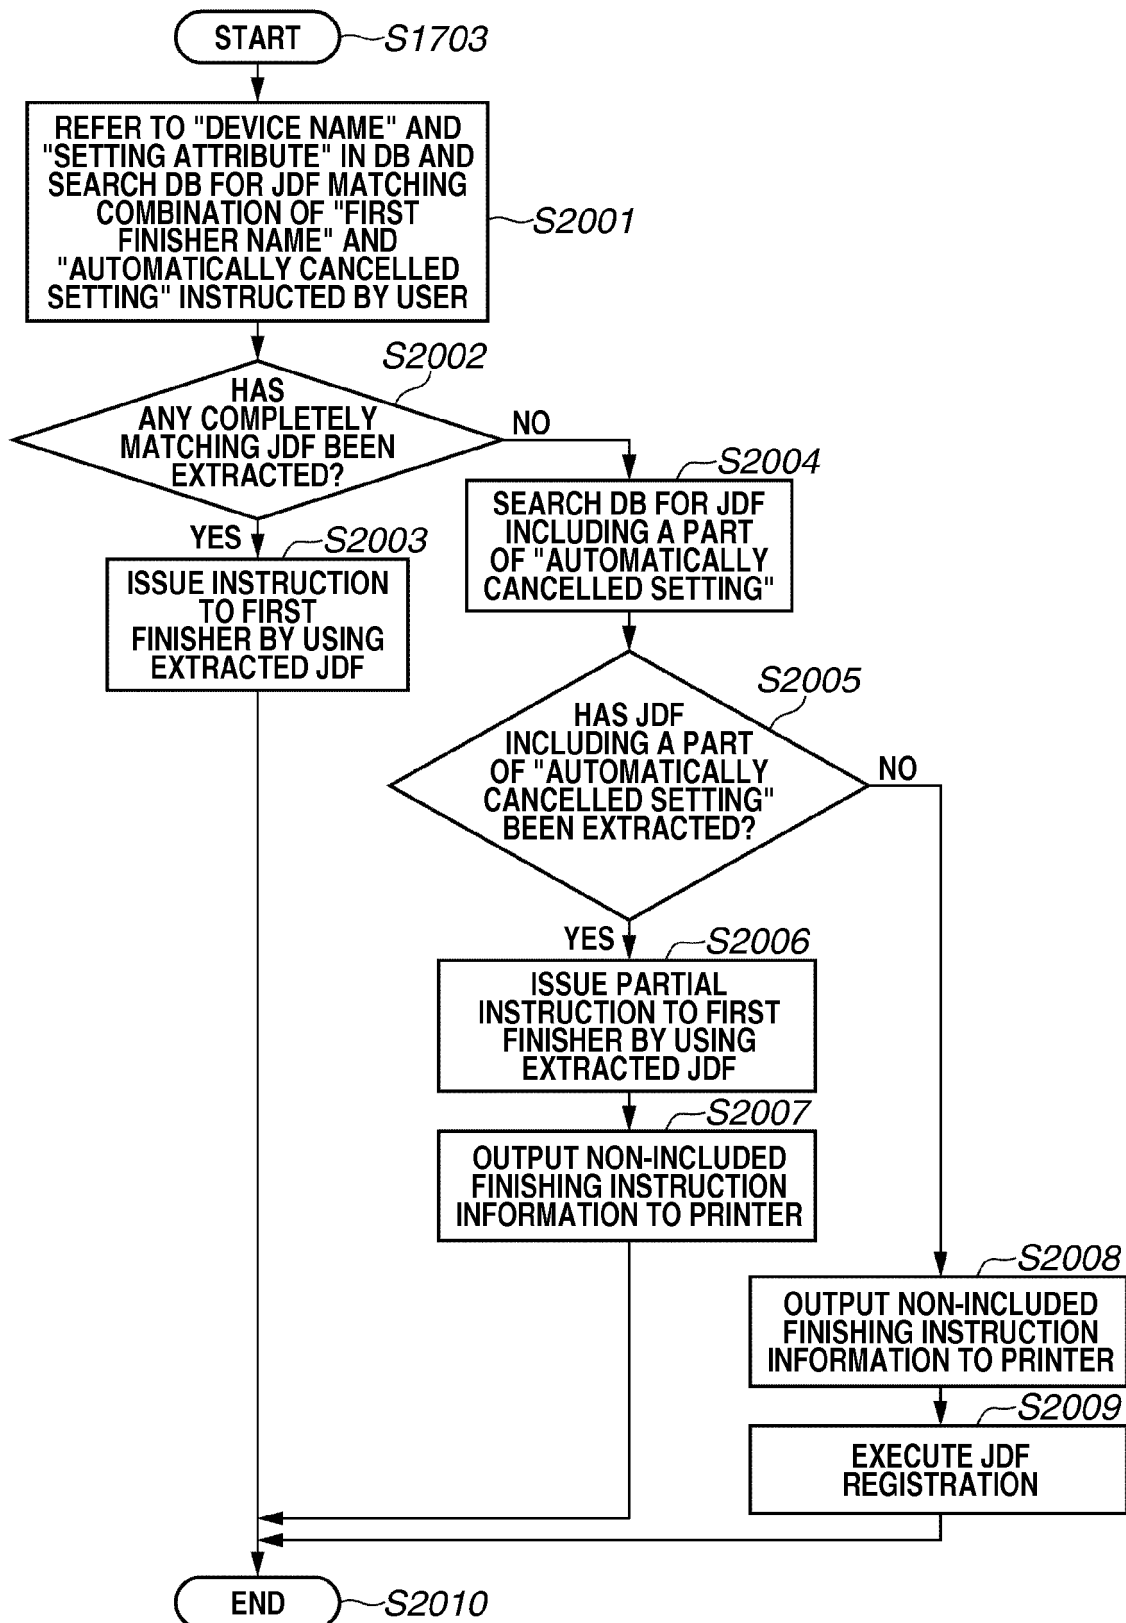 START
S1703
REFER TO "DEVICE NAME" AND
"SETTING ATTRIBUTE" IN DB AND
SEARCH DB FOR JDF MATCHING
COMBINATION OF "FIRST
FINISHER NAME" AND
"AUTOMATICALLY CANCELLED
SETTING" INSTRUCTED BY USER
S2001
S2002
HAS
ANY COMPLETELY
MATCHING JDF BEEN
EXTRACTED?
NO
YES
S2003
ISSUE INSTRUCTION
TO FIRST
FINISHER BY USING
EXTRACTED JDF
S2004
SEARCH DB FOR JDF
INCLUDING A PART
OF "AUTOMATICALLY
CANCELLED SETTING"
S2005
HAS JDF
INCLUDING A PART
OF "AUTOMATICALLY
CANCELLED SETTING"
BEEN EXTRACTED?
NO
YES
S2006
ISSUE PARTIAL
INSTRUCTION TO FIRST
FINISHER BY USING
EXTRACTED JDF
S2007
OUTPUT NON-INCLUDED
FINISHING INSTRUCTION
INFORMATION TO PRINTER
S2008
OUTPUT NON-INCLUDED
FINISHING INSTRUCTION
INFORMATION TO PRINTER
S2009
EXECUTE JDF
REGISTRATION
END
S2010